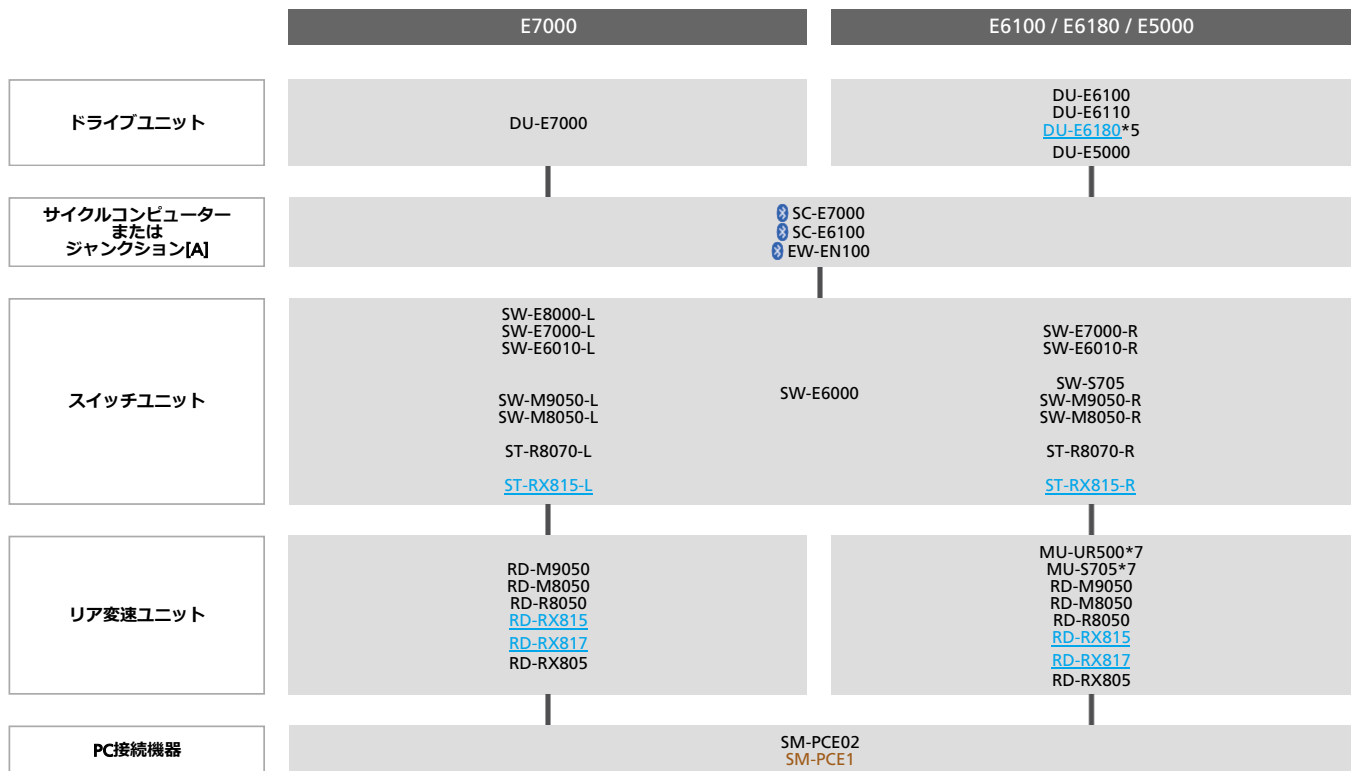 E7000
E6100 / E6180 / E5000
ドライブユニット
DU-E7000
DU-E6100
DU-E6110
DU-E6180*5
DU-E5000
サイクルコンピューター
または
ジャンクション[A]
SC-E7000
SC-E6100
EW-EN100
スイッチユニット
SW-E8000-L
SW-E7000-L
SW-E6010-L
SW-M9050-L
SW-M8050-L
ST-R8070-L
ST-RX815-L
SW-E6000
SW-E7000-R
SW-E6010-R
SW-S705
SW-M9050-R
SW-M8050-R
ST-R8070-R
ST-RX815-R
リア変速ユニット
RD-M9050
RD-M8050
RD-R8050
RD-RX815
RD-RX817
RD-RX805
MU-UR500*7
MU-S705*7
RD-M9050
RD-M8050
RD-R8050
RD-RX815
RD-RX817
RD-RX805
PC接続機器
SM-PCE02
SM-PCE1